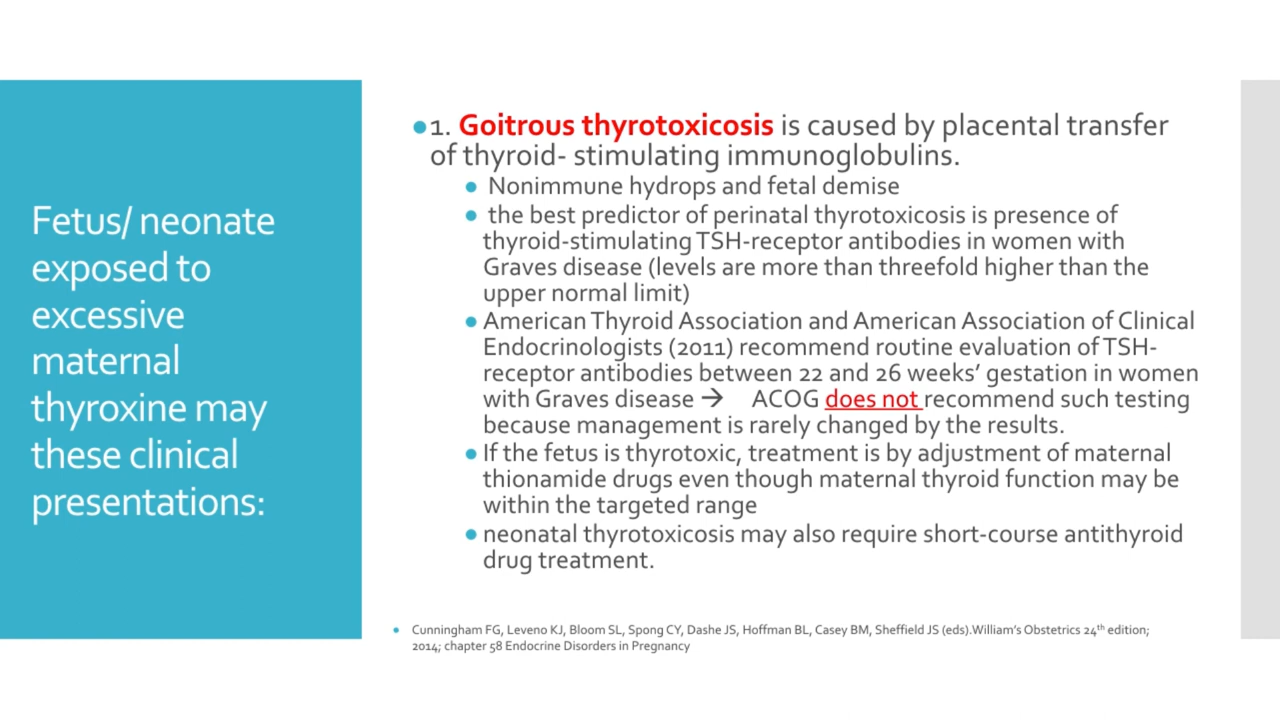 Fetus/ neonate
exposed to
excessive
maternal
thyroxine may
these clinical
presentations:
●1. Goitrous thyrotoxicosis is caused by placental transfer
of thyroid- stimulating immunoglobulins.
● Nonimmune hydrops and fetal demise
● the best predictor of perinatal thyrotoxicosis is presence of
thyroid-stimulating TSH-receptor antibodies in women with
Graves disease (levels are more than threefold higher than the
upper normal limit)
● American Thyroid Association and American Association of Clinical
Endocrinologists (2011) recommend routine evaluation of TSH-
receptor antibodies between 22 and 26 weeks’ gestation in women
with Graves disease → ACOG does not recommend such testing
because management is rarely changed by the results.
● If the fetus is thyrotoxic, treatment is by adjustment of maternal
thionamide drugs even though maternal thyroid function may be
within the targeted range
● neonatal thyrotoxicosis may also require short-course antithyroid
drug treatment.
● Cunningham FG, Leveno KJ, Bloom SL, Spong CY, Dashe JS, Hoffman BL, Casey BM, Sheffield JS (eds).William’s Obstetrics 24th edition;
2014; chapter 58 Endocrine Disorders in Pregnancy